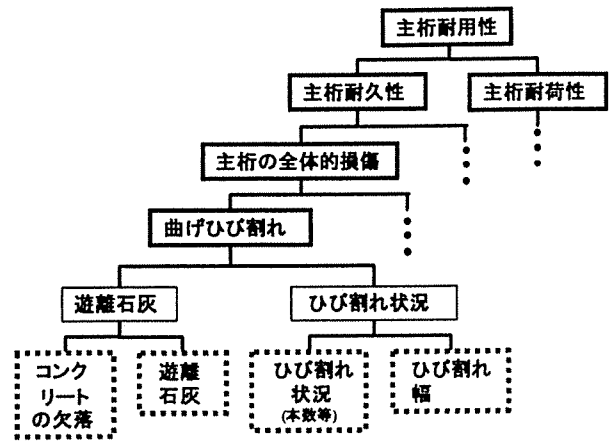 主桁耐用性
主桁耐久性
主桁耐荷性
主桁の全体的損傷
曲げひび割れ
遊離石灰
ひび割れ状況
コンク
リート
の欠落
遊離
石灰
ひび割れ
状況
(本数等)
ひび割れ
幅